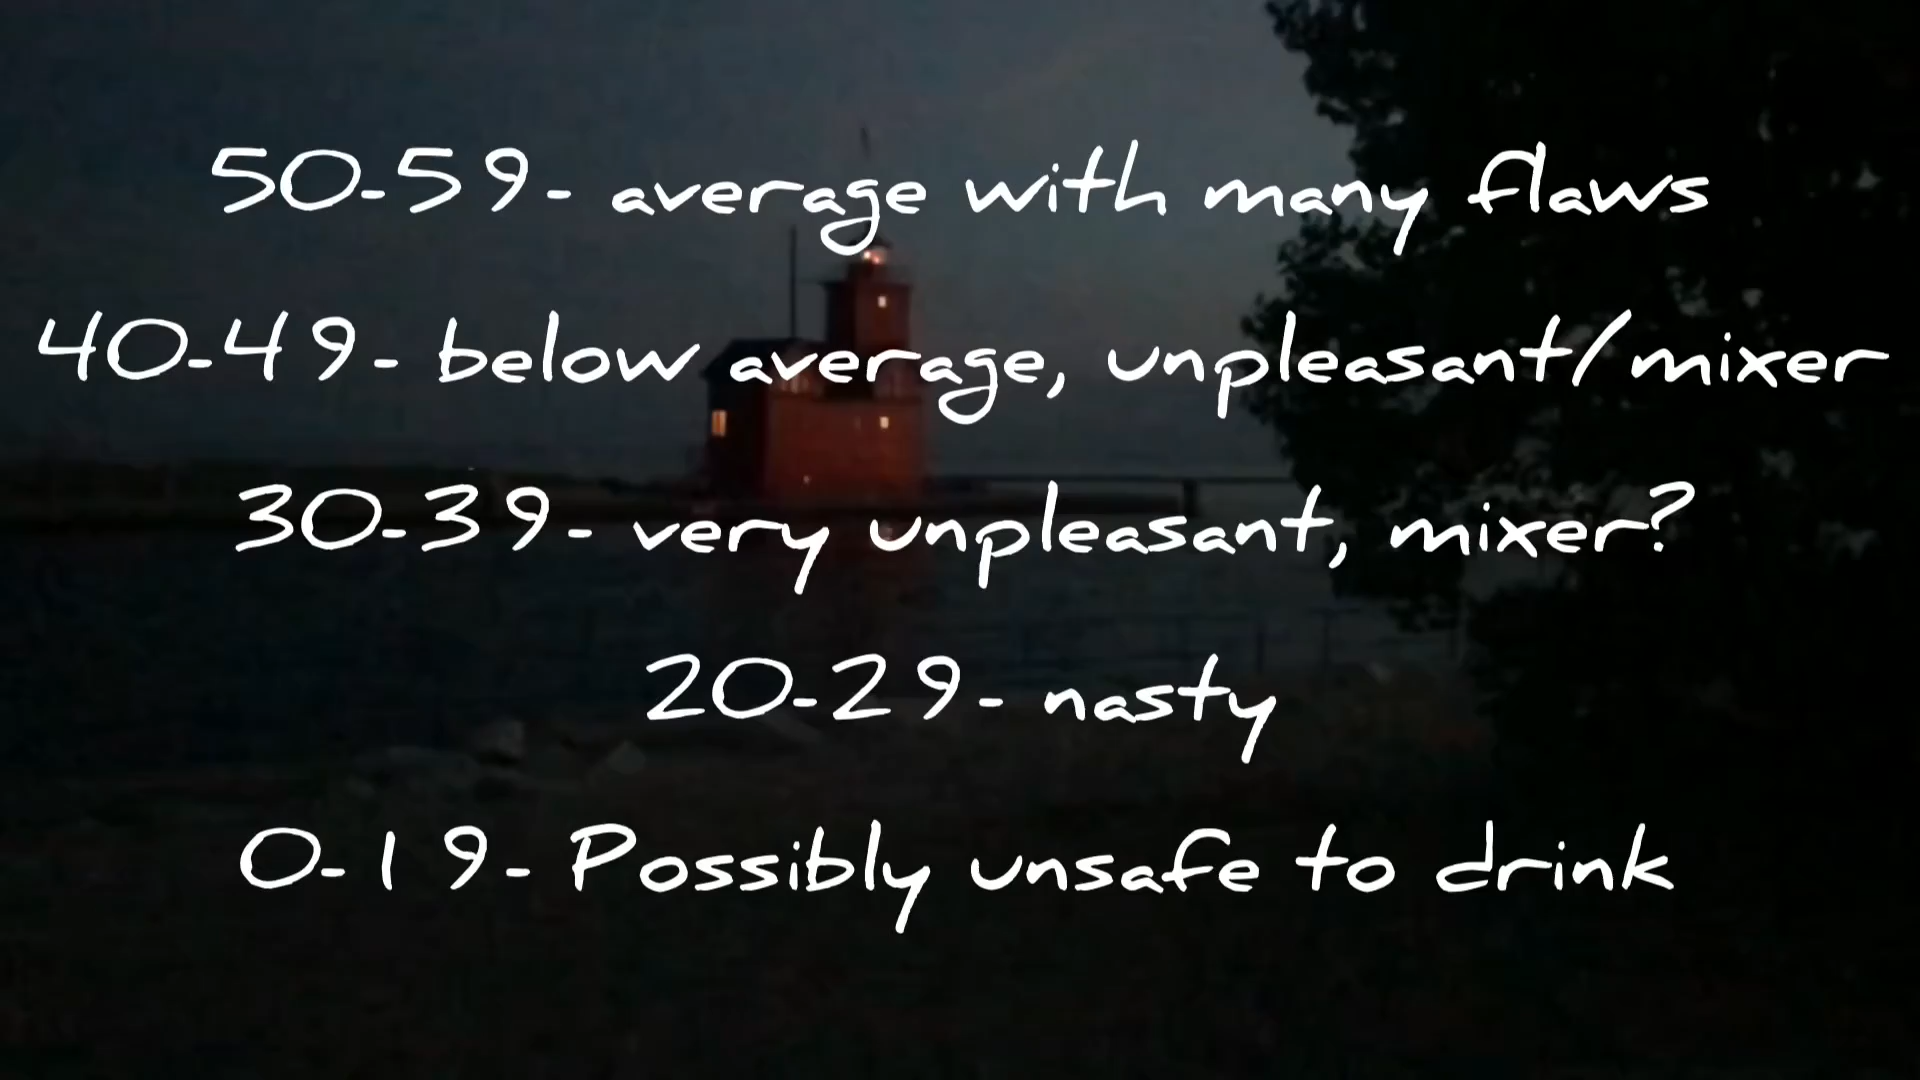 50-59- average with many flaws
40-49- below average, unpleasant/mixer
30-39- very unpleasant, mixer?
20-29- nasty
0-19- Possibly unsafe to drink